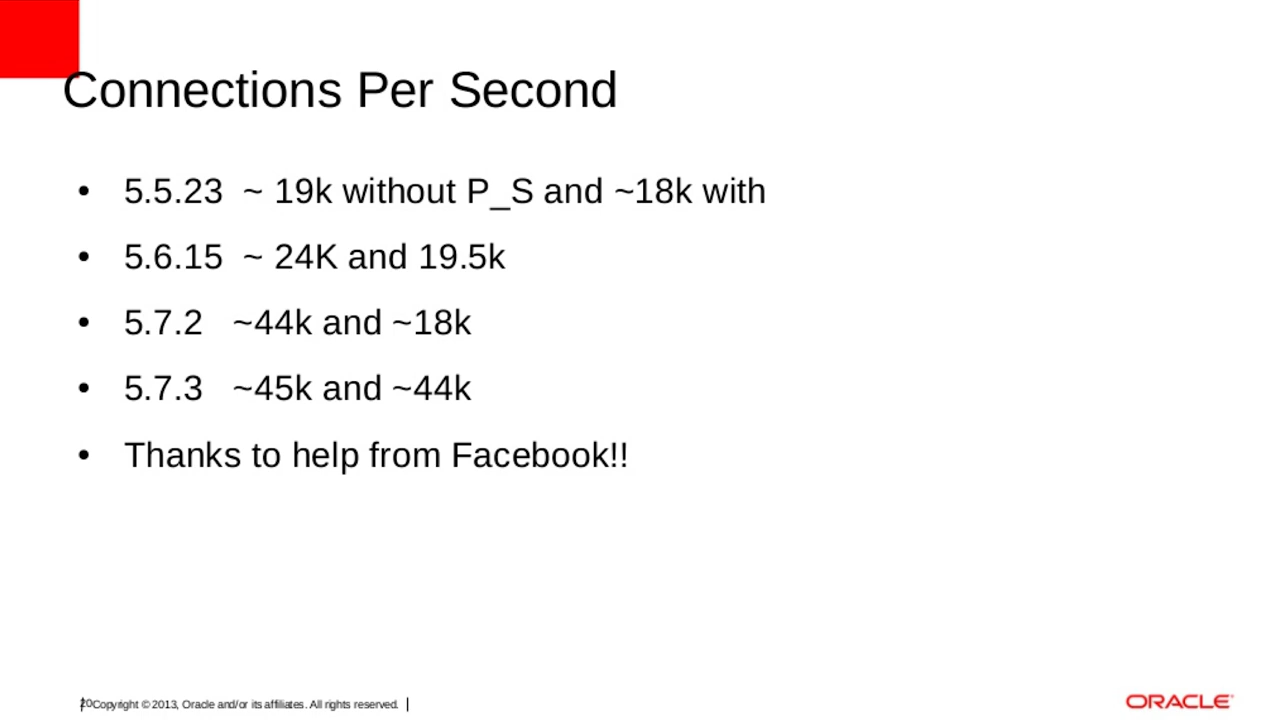 Connections Per Second
• 5.5.23 ~ 19k without P_S and ~18k with
• 5.6.15 ~ 24K and 19.5k
• 5.7.2 ~44k and ~18k
• 5.7.3 ~45k and ~44k
• Thanks to help from Facebook!!
20 Copyright © 2013, Oracle and/or its affiliates. All rights reserved.
ORACLE